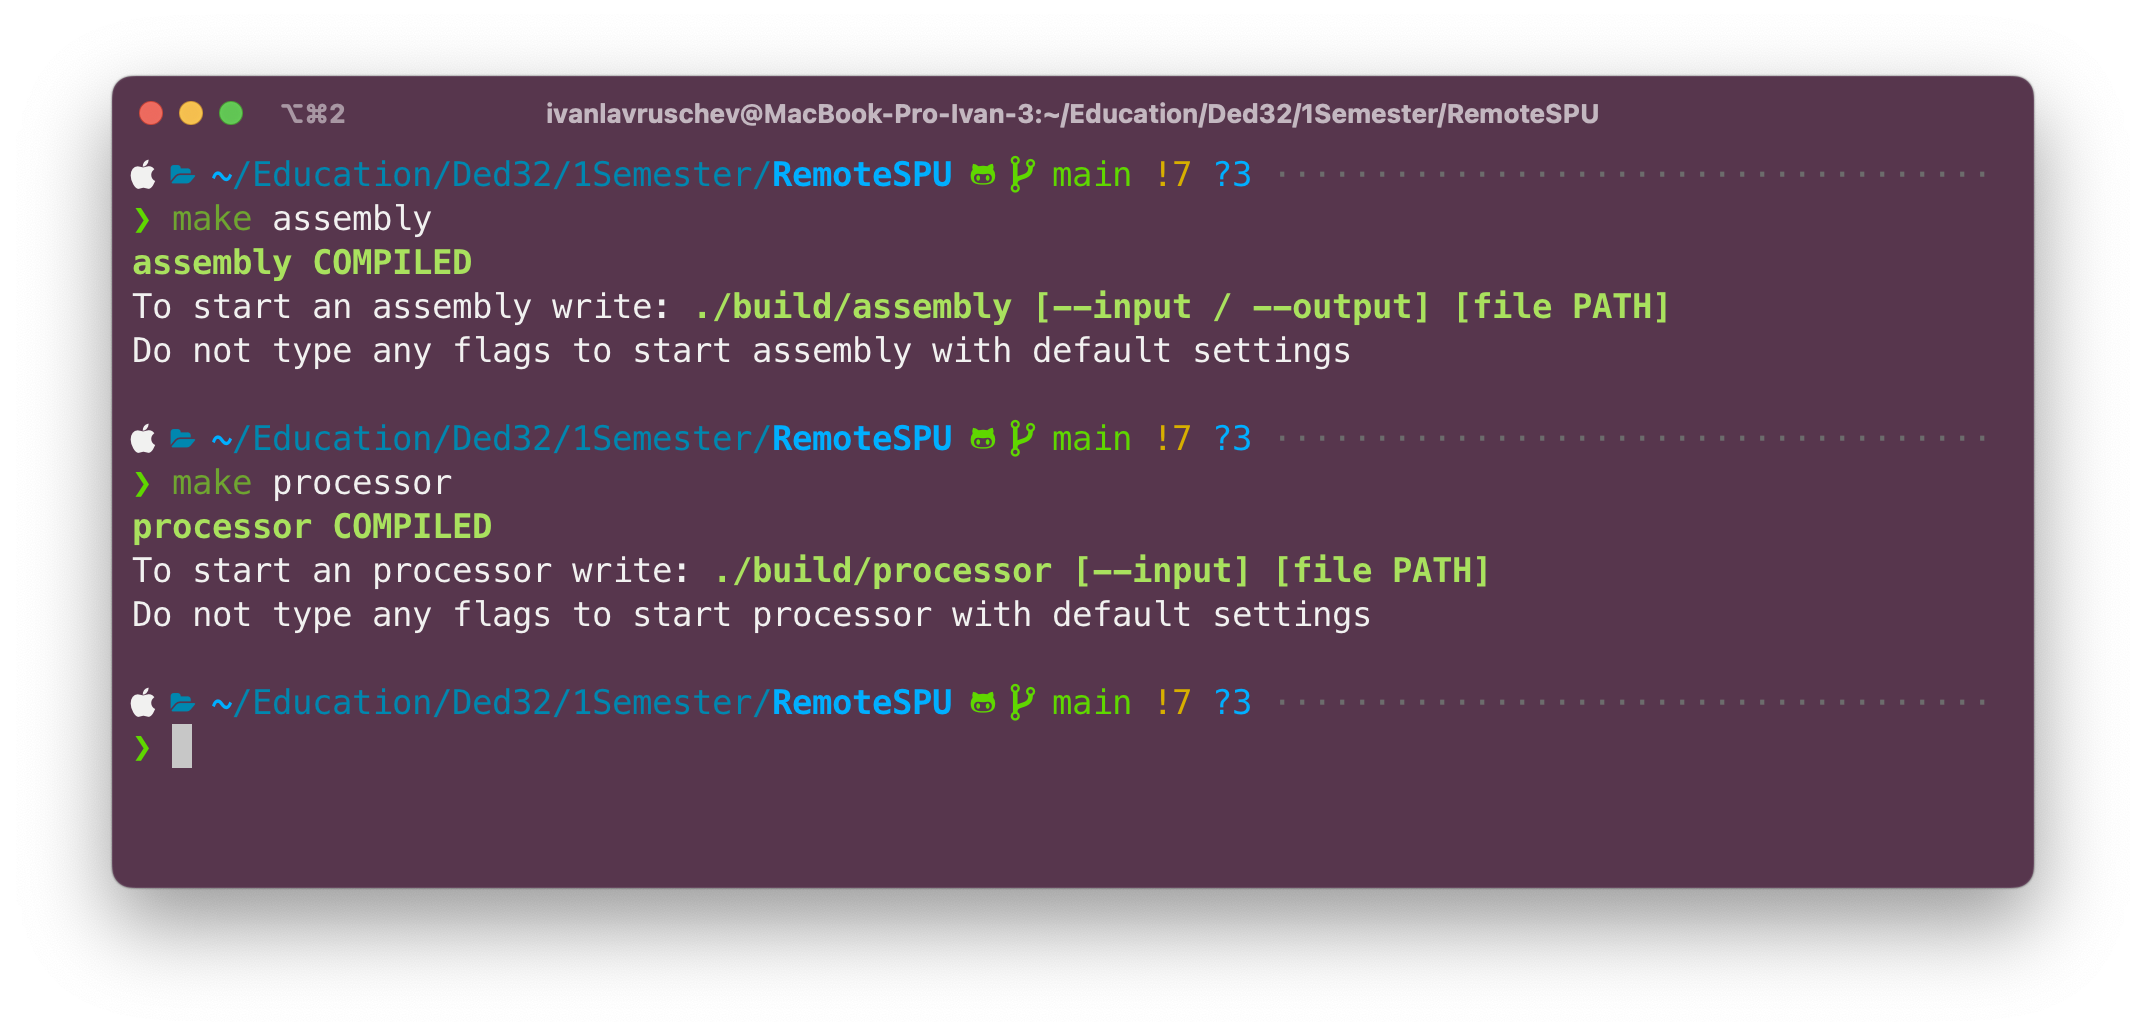 ⌥⌘2 ivanlavruschev@MacBook-Pro-Ivan-3:~/Education/Ded32/1Semester/RemoteSPU
~/Education/Ded32/1Semester/RemoteSPU main !7 ?3
❯ make assembly
assembly COMPILED
To start an assembly write: ./build/assembly [--input / --output] [file PATH]
Do not type any flags to start assembly with default settings
~/Education/Ded32/1Semester/RemoteSPU main !7 ?3
❯ make processor
processor COMPILED
To start an processor write: ./build/processor [--input] [file PATH]
Do not type any flags to start processor with default settings
~/Education/Ded32/1Semester/RemoteSPU main !7 ?3
❯